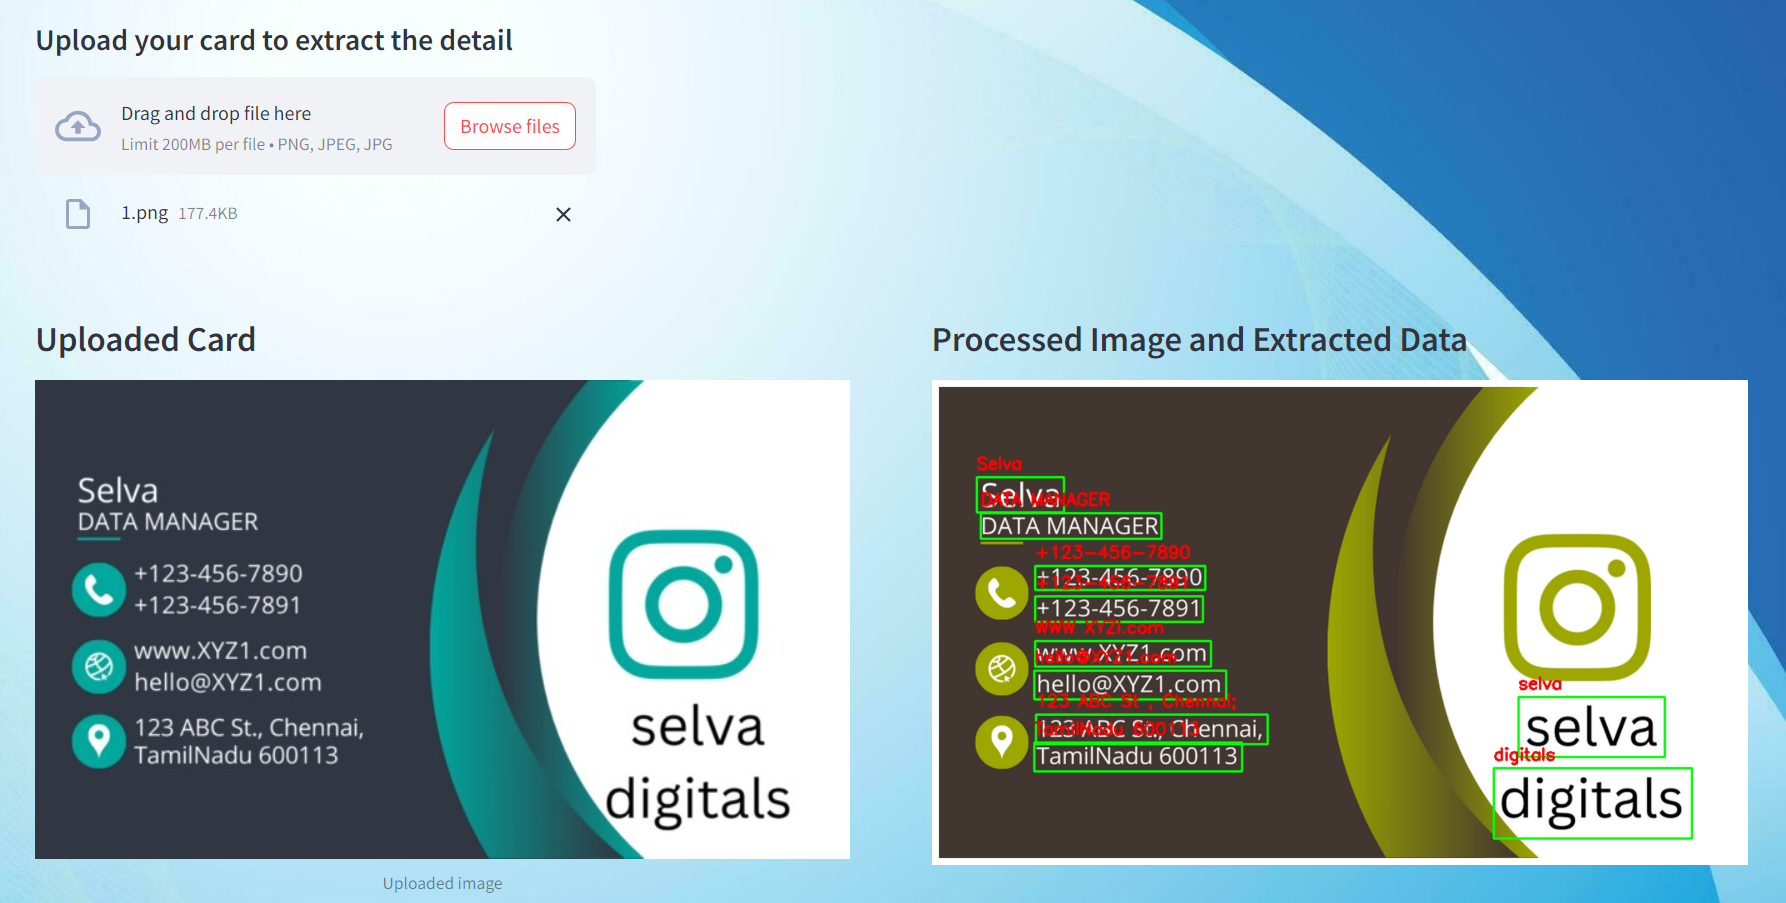 Upload your card to extract the detail
Drag and drop file here
Limit 200MB per file • PNG, JPEG, JPG
Browse files
1.png 177.4KB
Uploaded Card
Selva
DATA MANAGER
+123-456-7890
+123-456-7891
www.XYZ1.com
hello@XYZ1.com
123 ABC St., Chennai,
TamilNadu 600113
selva
digitals
Uploaded image
Processed Image and Extracted Data
Selva
Selva
DATA MANAGER
DATA MANAGER
+123-456-7890
+123-456-7890
+123-456-7891
+123-456-7891
WWW XYZ1.com
www.XYZ1.com
hello@XYZ1.com
hello@XYZ1.com
123 ABC St , Chennai;
123 ABC St., Chennai,
TamilNadu 600113
TamilNadu 600113
selva
selva
digitals
digitals